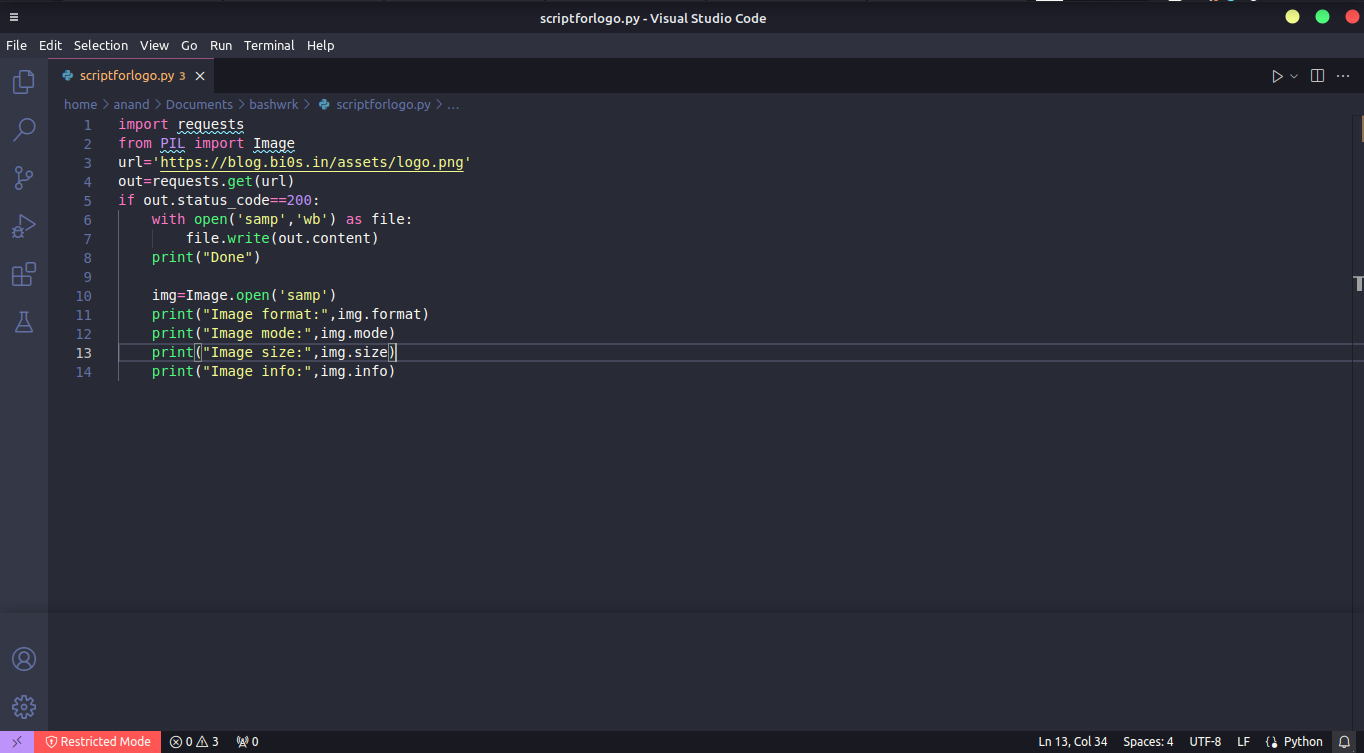 scriptforlogo.py - Visual Studio Code
File Edit Selection View Go Run Terminal Help
scriptforlogo.py 3
home > anand > Documents > bashwrk > scriptforlogo.py > ...
1 import requests
2 from PIL import Image
3 url='https://blog.bi0s.in/assets/logo.png'
4 out=requests.get(url)
5 if out.status_code==200:
6     with open('samp','wb') as file:
7         file.write(out.content)
8     print("Done")
9
10     img=Image.open('samp')
11     print("Image format:",img.format)
12     print("Image mode:",img.mode)
13     print("Image size:",img.size)
14     print("Image info:",img.info)
Restricted Mode 0 3 0 Ln 13, Col 34 Spaces: 4 UTF-8 LF Python